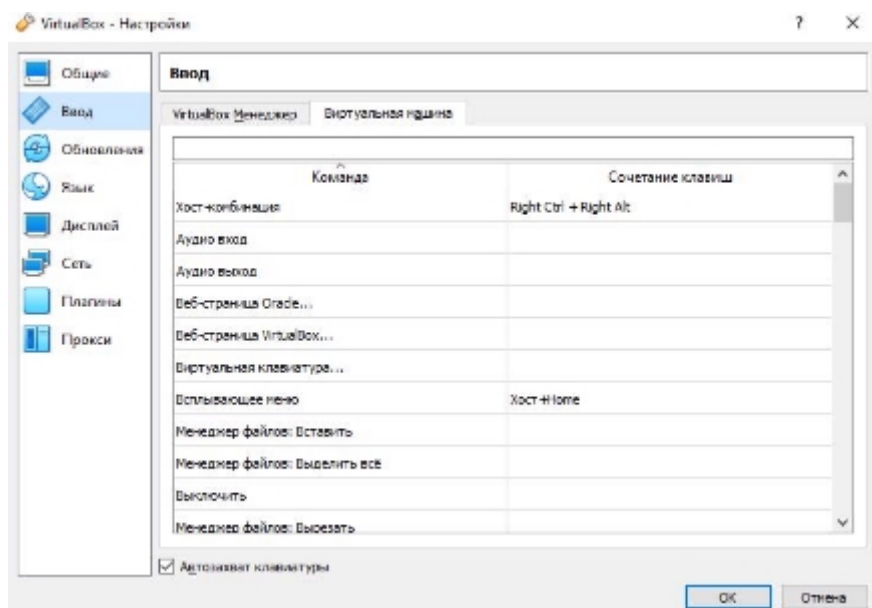 VirtualBox - Настройки
Общие
Ввод
Обновления
Язык
Дисплей
Сеть
Плагины
Прокси
Ввод
VirtualBox Менеджер Виртуальная машина
Команда Сочетание клавиш
Хост-комбинация Right Ctrl + Right Alt
Аудио вход
Аудио выход
Веб-страница Oracle...
Веб-страница VirtualBox...
Виртуальная клавиатура...
Всплывающее меню Хост+Home
Менеджер файлов: Вставить
Менеджер файлов: Выделить всё
Выключить
Менеджер файлов: Вырезать
Автозахват клавиатуры
OK Отмена